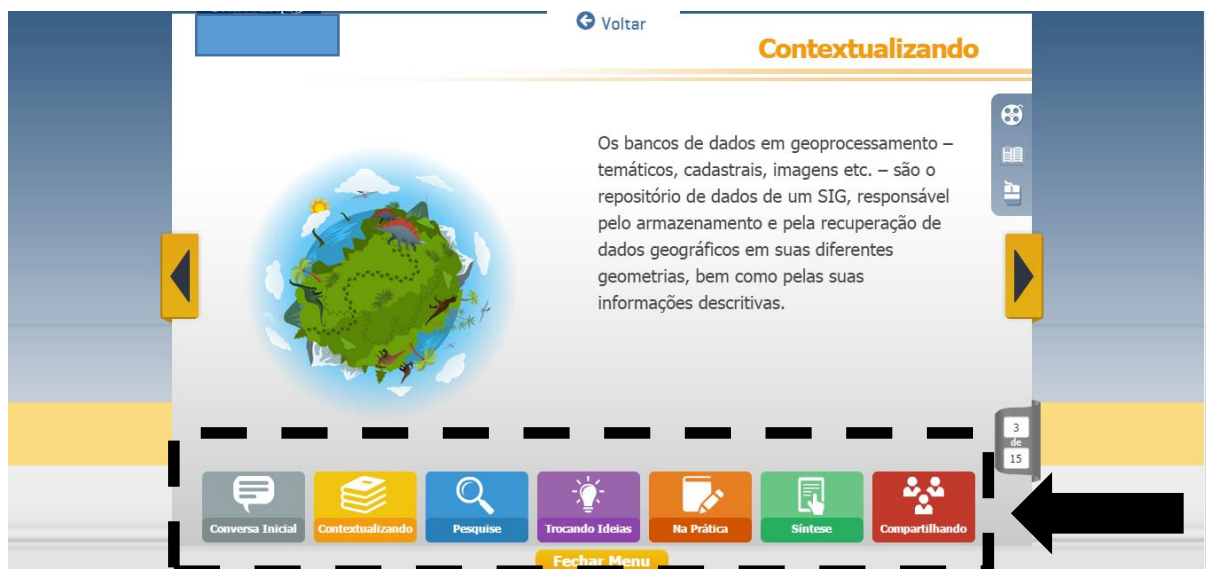 Voltar
Contextualizando
Os bancos de dados em geoprocessamento –
temáticos, cadastrais, imagens etc. – são o
repositório de dados de um SIG, responsável
pelo armazenamento e pela recuperação de
dados geográficos em suas diferentes
geometrias, bem como pelas suas
informações descritivas.
3
de
15
Conversa Inicial
Contextualizando
Pesquise
Trocando Ideias
Na Prática
Síntese
Compartilhando
Fechar Menu